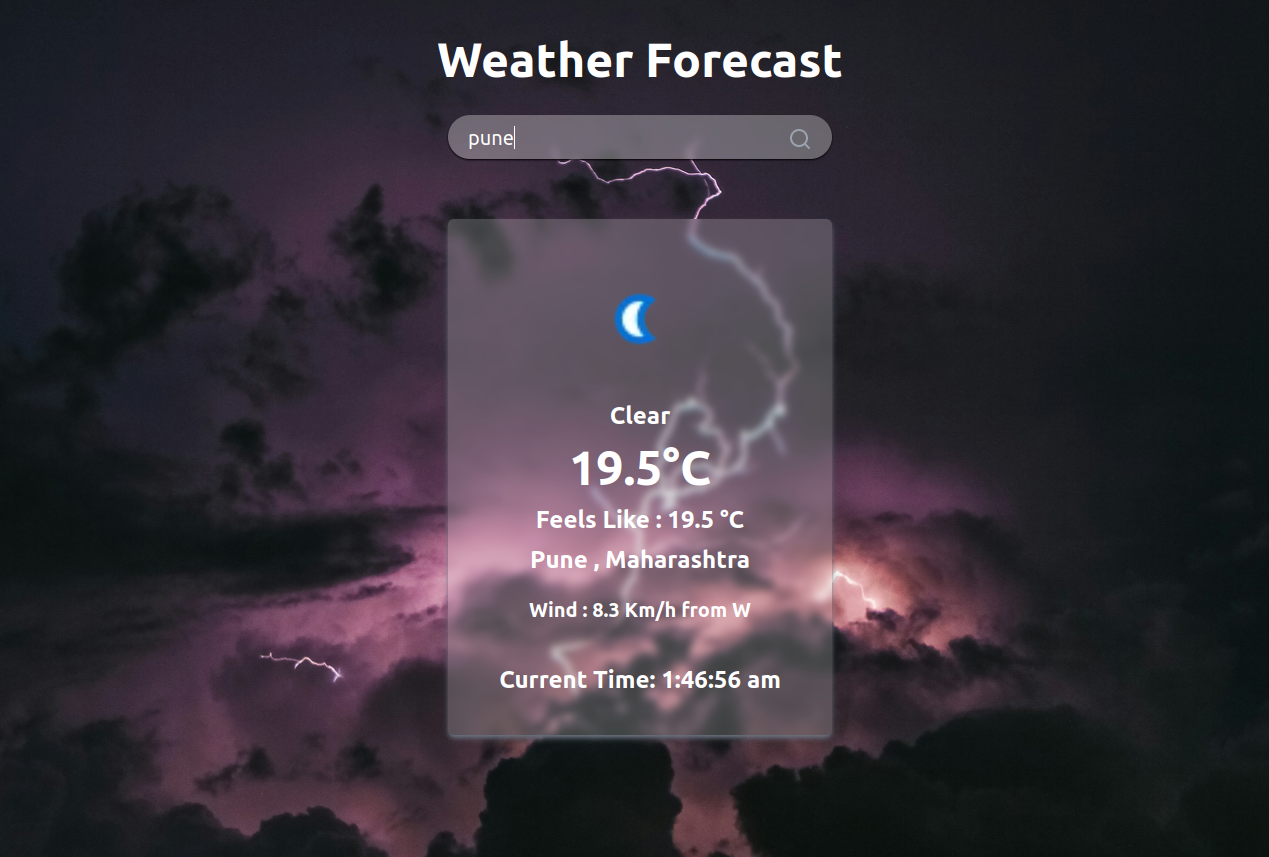 Weather Forecast
pune
Clear
19.5°C
Feels Like : 19.5 °C
Pune , Maharashtra
Wind : 8.3 Km/h from W
Current Time: 1:46:56 am